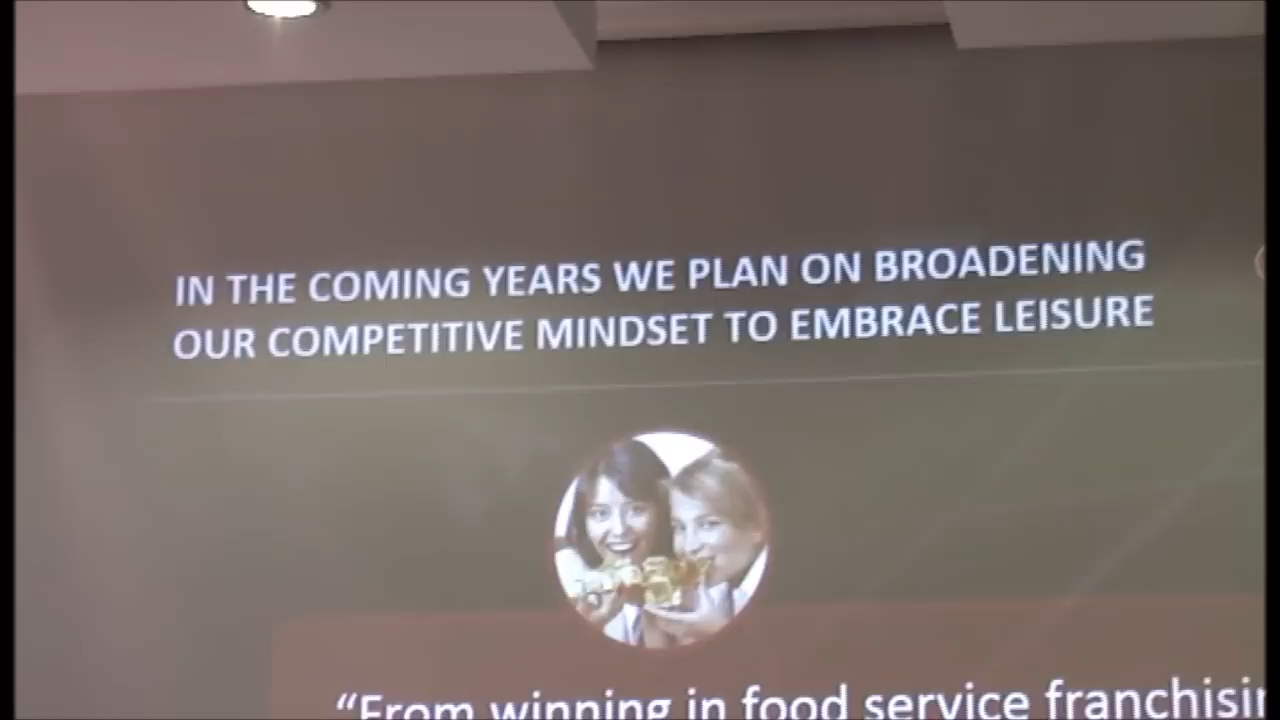 IN THE COMING YEARS WE PLAN ON BROADENING
OUR COMPETITIVE MINDSET TO EMBRACE LEISURE
“From winning in food service